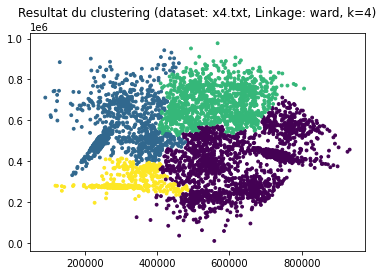 Resultat du clustering (dataset: x4.txt, Linkage: ward, k=4)
1e6
1.0
0.8
0.6
0.4
0.2
0.0
200000 400000 600000 800000